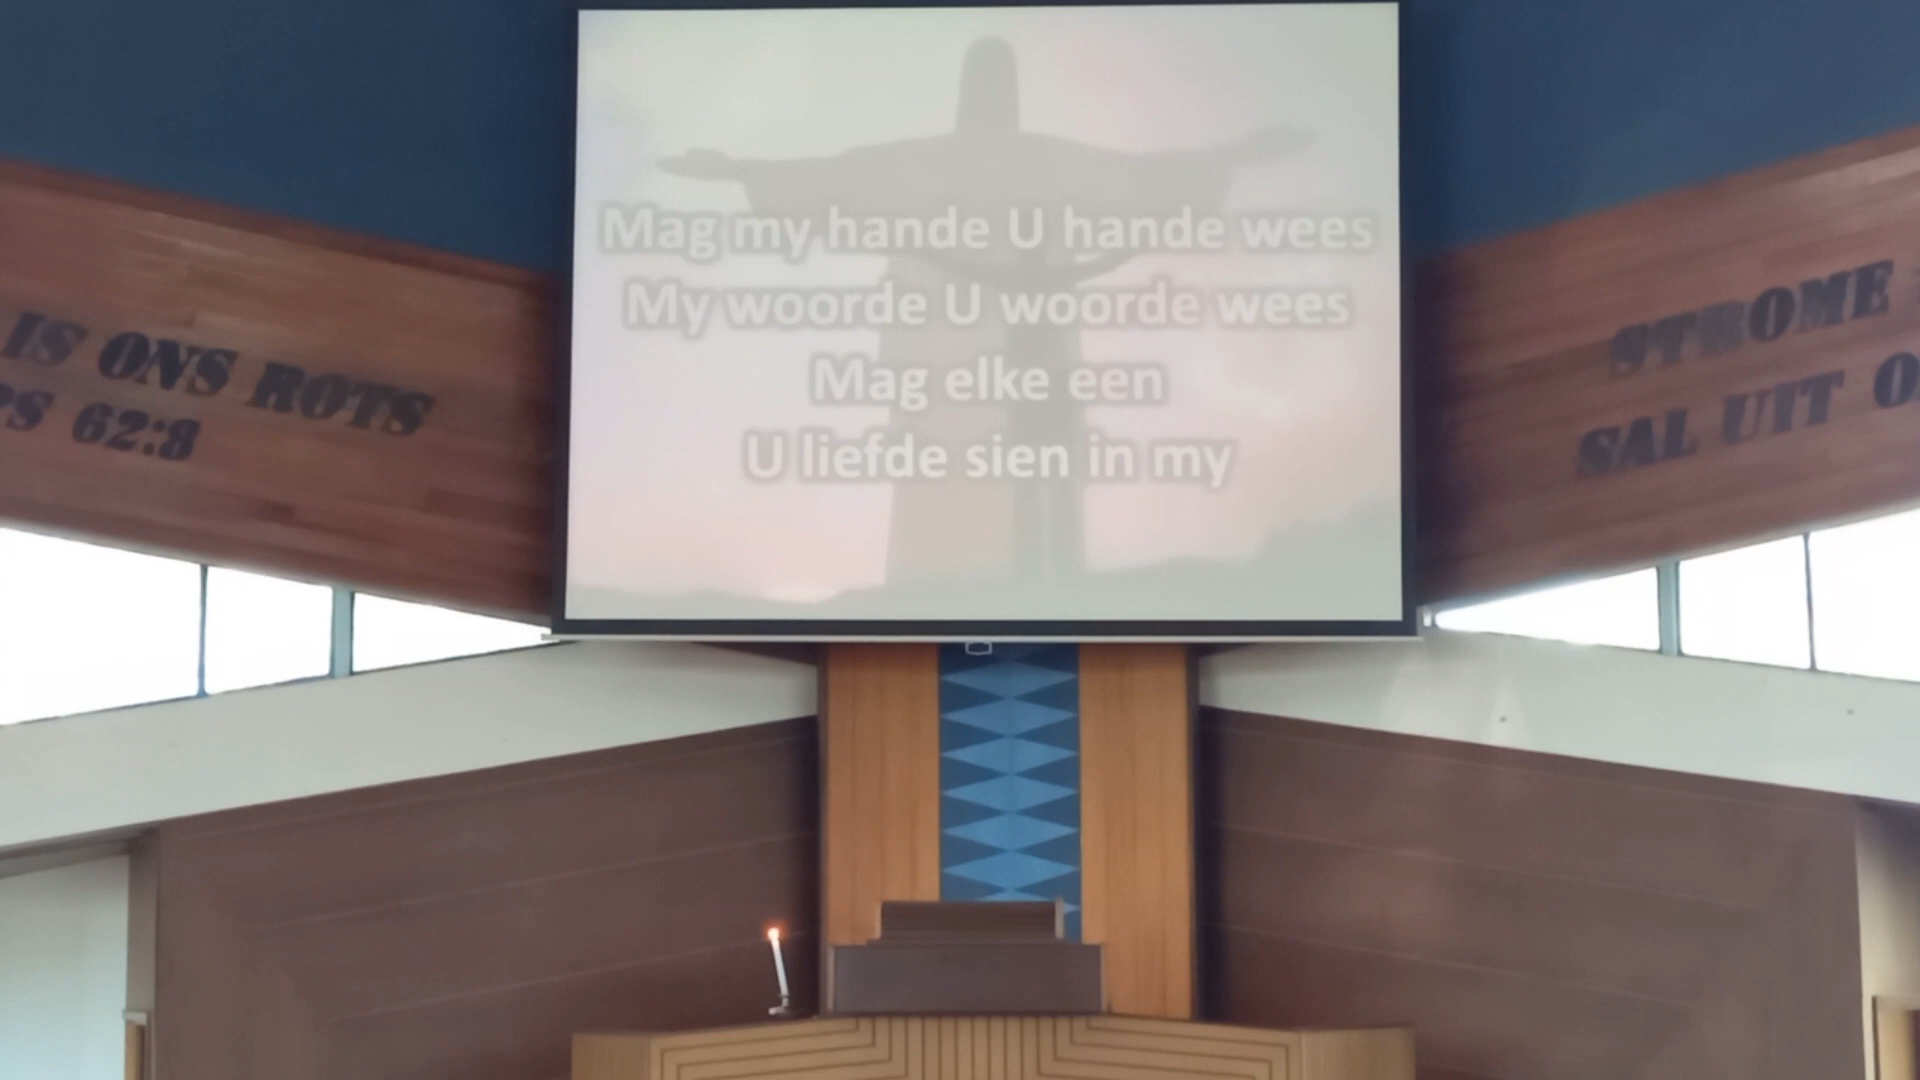 IS ONS ROTS
PS 62:8
Mag my hande U hande wees
My woorde U woorde wees
Mag elke een
U liefde sien in my
STROME
SAL UIT